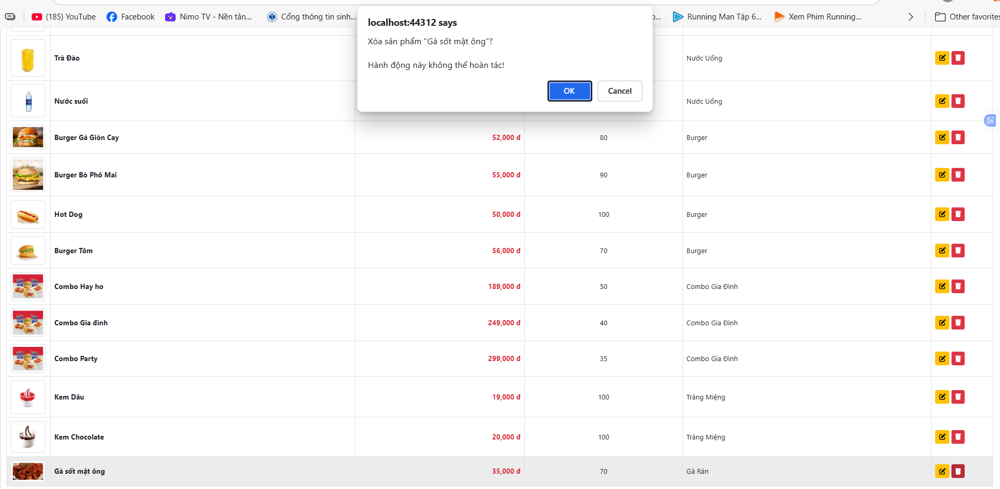 (185) YouTube
Facebook
Nimo TV - Nền tản...
Cổng thông tin sinh...
Running Man Tập 6...
Xem Phim Running...
Other favorites
localhost:44312 says
Xóa sản phẩm "Gà sốt mật ông"?
Hành động này không thể hoàn tác!
OK
Cancel
Trà Đào
Nước Uống
Nước suối
Nước Uống
Burger Gà Giòn Cay
52,000 đ
80
Burger
Burger Bò Phô Mai
55,000 đ
90
Burger
Hot Dog
50,000 đ
100
Burger
Burger Tôm
56,000 đ
70
Burger
Combo Hay ho
189,000 đ
50
Combo Gia Đình
Combo Gia đình
249,000 đ
40
Combo Gia Đình
Combo Party
299,000 đ
35
Combo Gia Đình
Kem Dâu
19,000 đ
100
Tráng Miệng
Kem Chocolate
20,000 đ
100
Tráng Miệng
Gà sốt mật ông
35,000 đ
70
Gà Rán